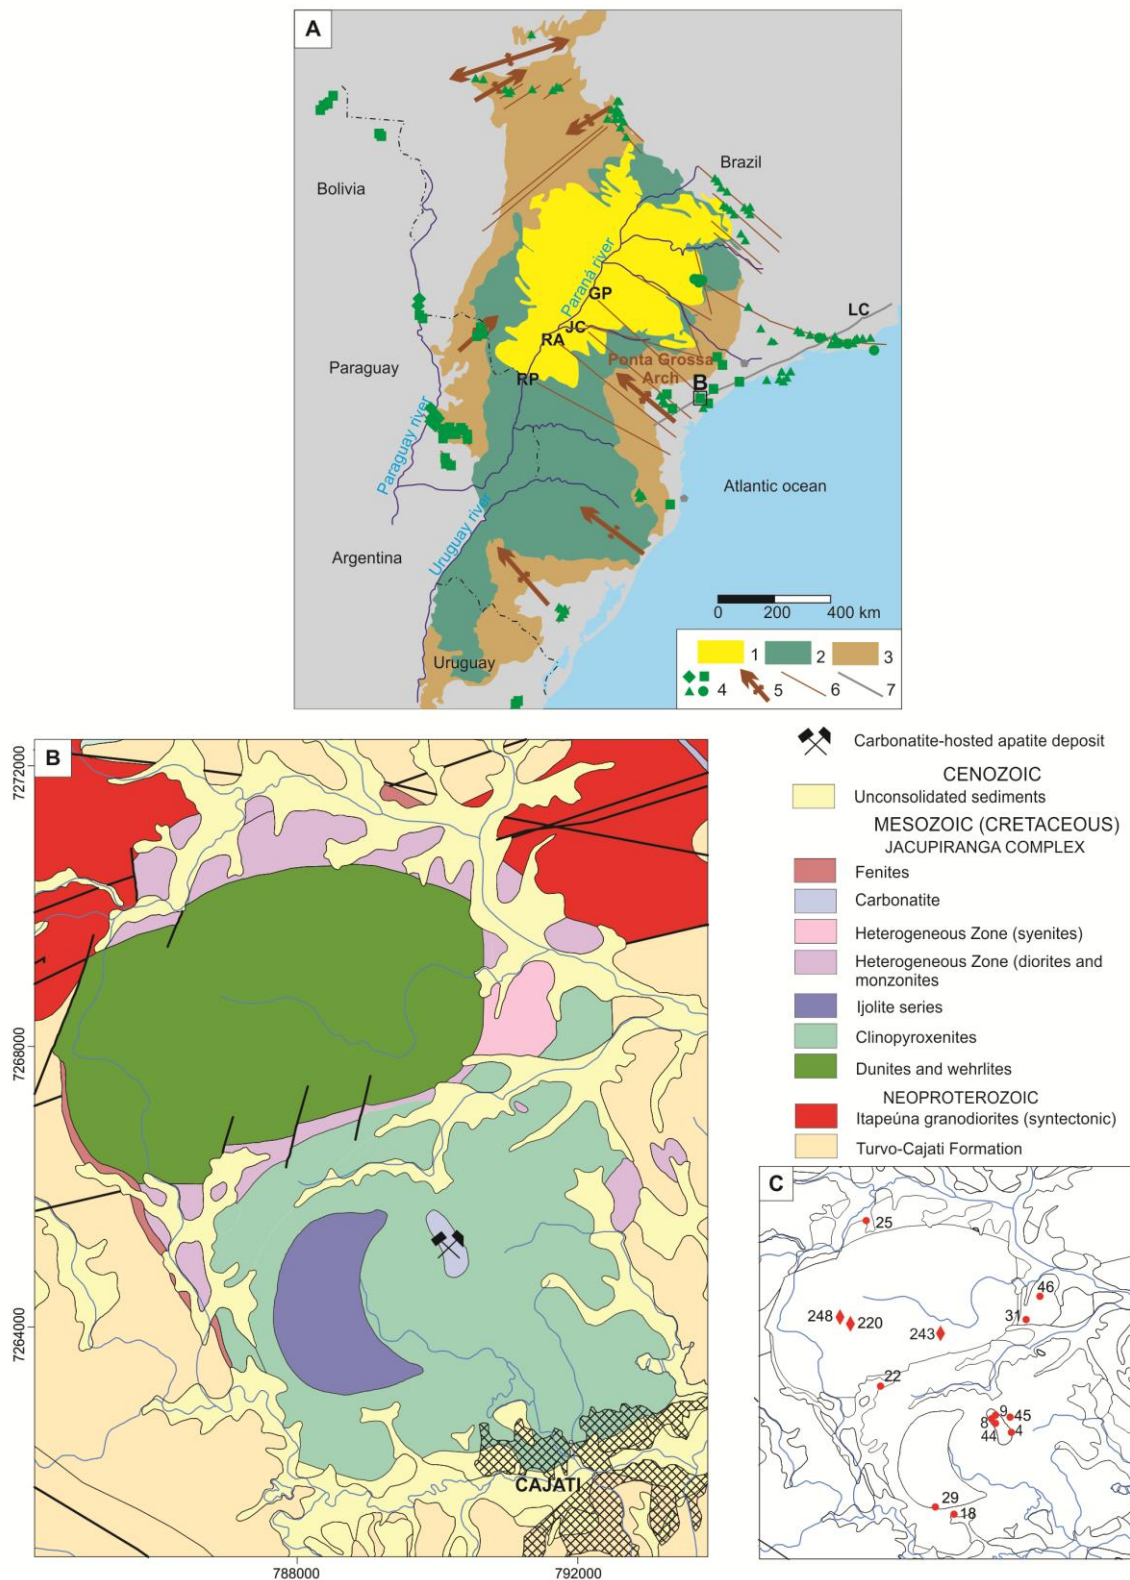 A
Brazil
Bolivia
Paraná river
GP
LC
JC
RA
Paraguay
Ponta Grossa
Arch
RP
B
Paraguay river
Atlantic ocean
Uruguay river
Argentina
0 200 400 km
Uruguay
1 2 3
4 5 6 7
B
7272000
7268000
7264000
CAJATI
788000 792000
Carbonatite-hosted apatite deposit
CENOZOIC
Unconsolidated sediments
MESOZOIC (CRETACEOUS)
JACUPIRANGA COMPLEX
Fenites
Carbonatite
Heterogeneous Zone (syenites)
Heterogeneous Zone (diorites and
monzonites
Ijolite series
Clinopyroxenites
Dunites and wehrlites
NEOPROTEROZOIC
Itapeúna granodiorites (syntectonic)
Turvo-Cajati Formation
C
25
46
248
220
31
243
22
9
45
8
44
4
29
18